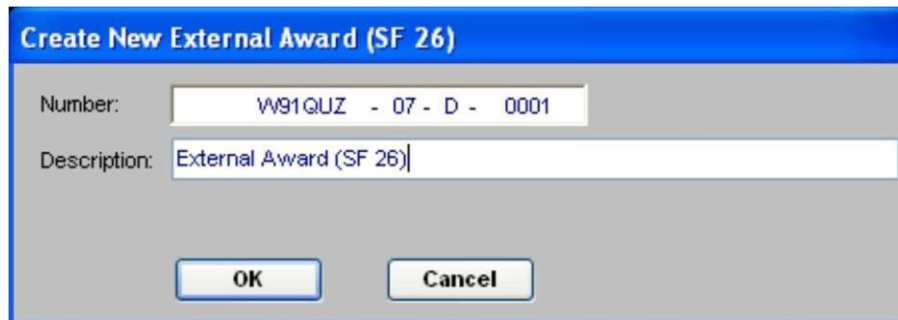 Create New External Award (SF 26)
Number: W91QUZ - 07 - D - 0001
Description: External Award (SF 26)
OK Cancel